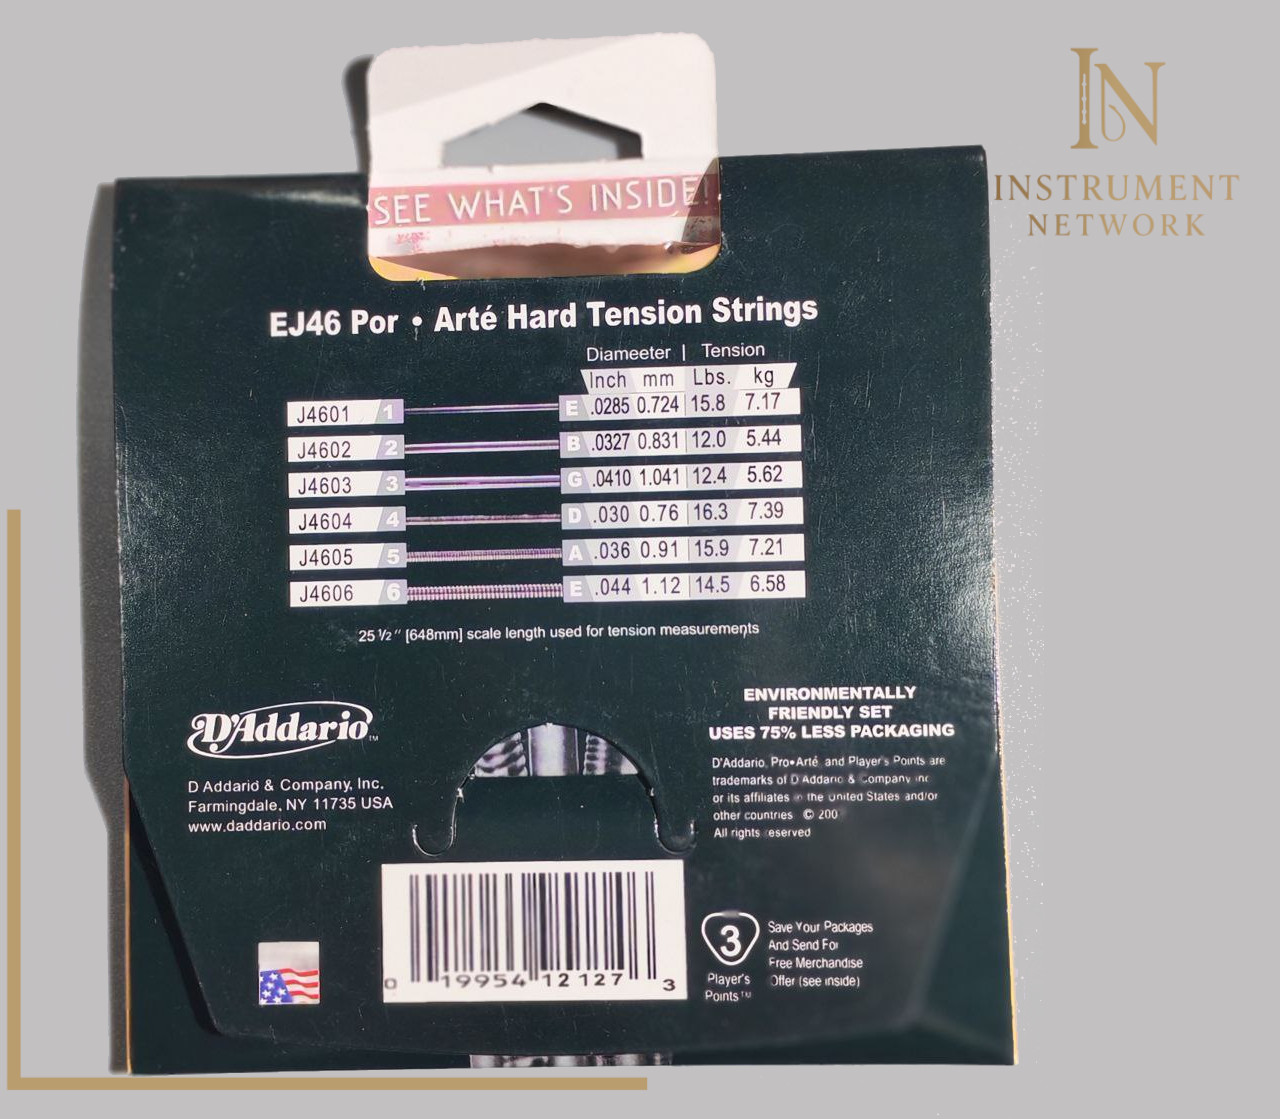 IN
INSTRUMENT
NETWORK
SEE WHAT'S INSIDE!
EJ46 Por • Arté Hard Tension Strings
Diameeter | Tension
Inch mm Lbs. kg
J4601 1 E .0285 0.724 15.8 7.17
J4602 2 B .0327 0.831 12.0 5.44
J4603 3 G .0410 1.041 12.4 5.62
J4604 4 D .030 0.76 16.3 7.39
J4605 5 A .036 0.91 15.9 7.21
J4606 6 E .044 1.12 14.5 6.58
25 ½" [648mm] scale length used for tension measurements
D'Addario™
D Addario & Company, Inc.
Farmingdale, NY 11735 USA
www.daddario.com
ENVIRONMENTALLY
FRIENDLY SET
USES 75% LESS PACKAGING
D'Addario, Pro•Arté and Player's Points are
trademarks of D Addario & Company Inc
or its affiliates in the United States and/or
other countries © 200
All rights eserved
0 19954 12127 3
3
Player's
Points™
Save Your Packages
And Send For
Free Merchandise
Offer (see inside)